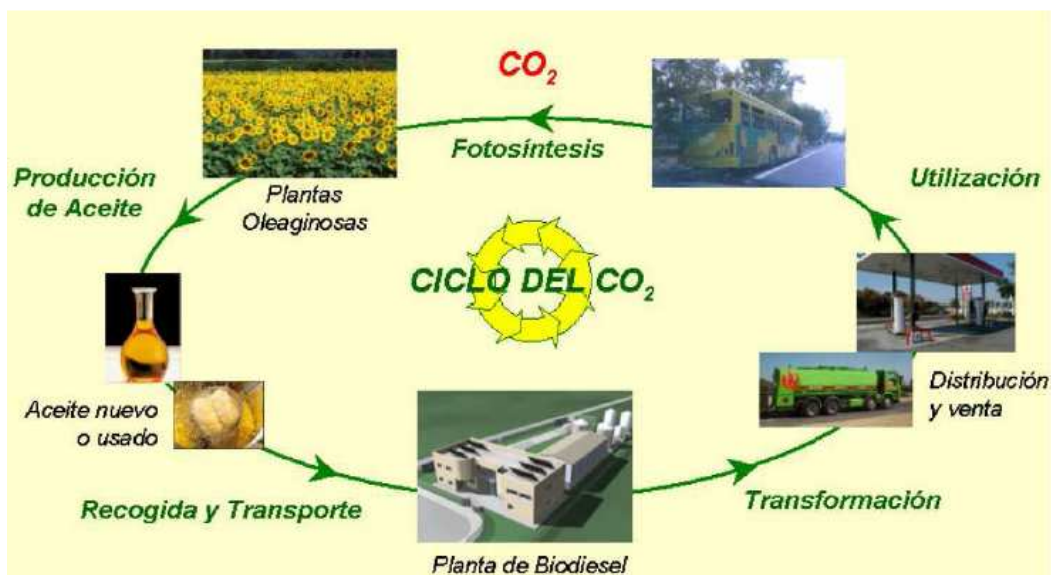 CO₂
Fotosíntesis
Producción
de Aceite
Plantas
Oleaginosas
Utilización
CICLO DEL CO₂
Aceite nuevo
o usado
Distribución
y venta
Recogida y Transporte
Transformación
Planta de Biodiesel